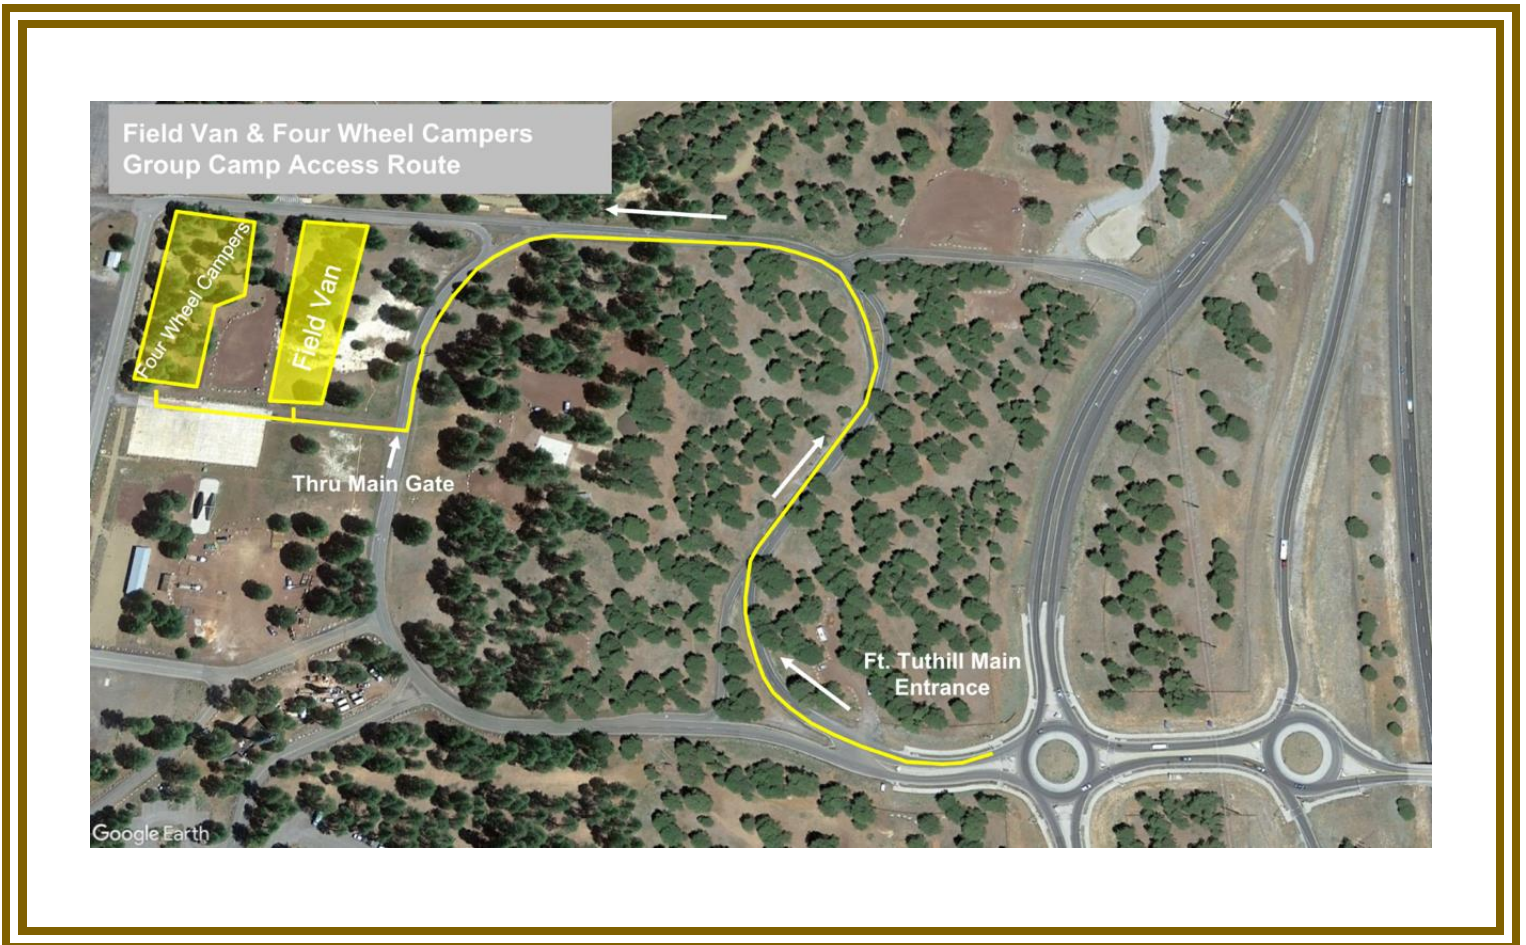 Field Van & Four Wheel Campers
Group Camp Access Route
Four Wheel Campers
Field Van
Thru Main Gate
Ft. Tuthill Main
Entrance
Google Earth